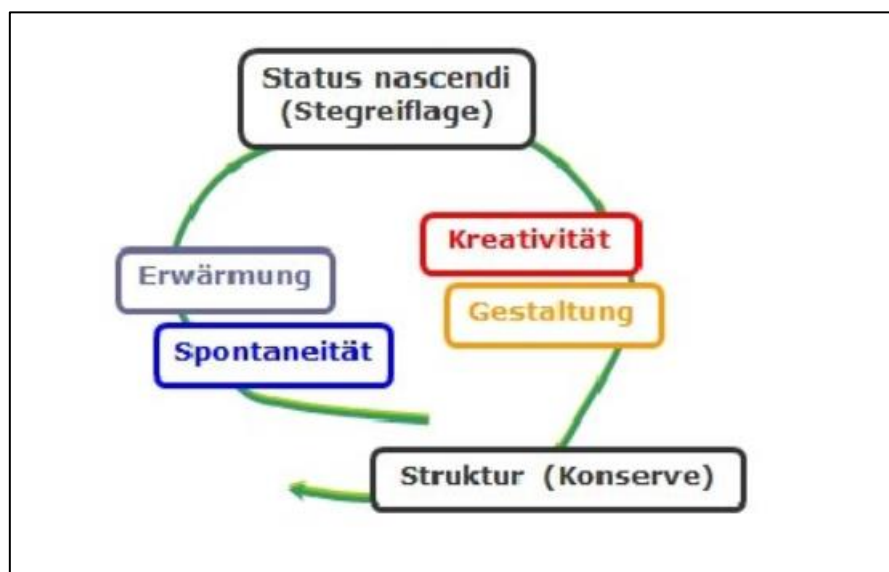 Status nascendi
(Stegreiflage)
Kreativität
Erwärmung
Gestaltung
Spontaneität
Struktur (Konserve)